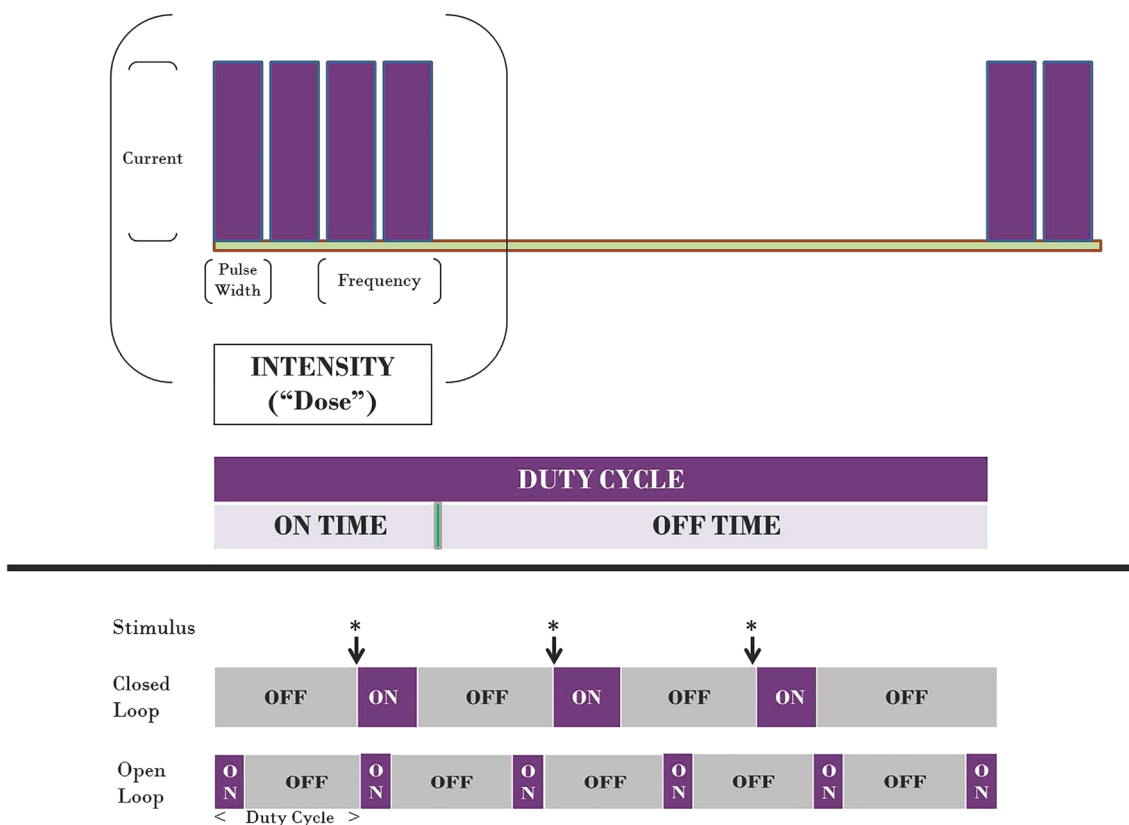 Current
Pulse
Width
Frequency
INTENSITY
(“Dose”)
DUTY CYCLE
ON TIME OFF TIME
Stimulus * * *
Closed
Loop
OFF ON OFF ON OFF ON OFF
Open
Loop
ON OFF ON OFF ON OFF ON OFF ON OFF ON
< Duty Cycle >